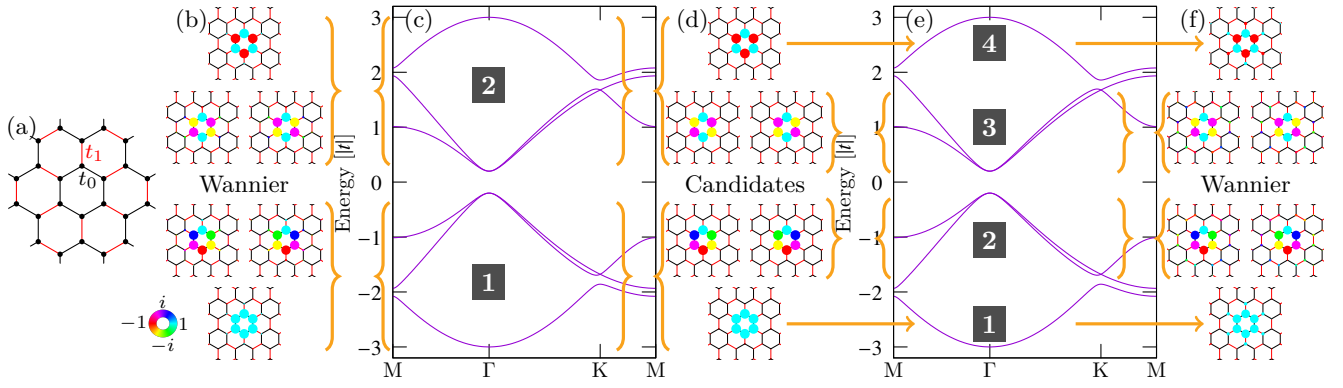 (a)
t₁
t₀
(b)
Wannier
i
−1
1
−i
(c)
Energy [|t|]
3
2
1
0
−1
−2
−3
2
1
M
Γ
K
M
(d)
Candidates
(e)
Energy [|t|]
3
2
1
0
−1
−2
−3
4
3
2
1
M
Γ
K
M
(f)
Wannier